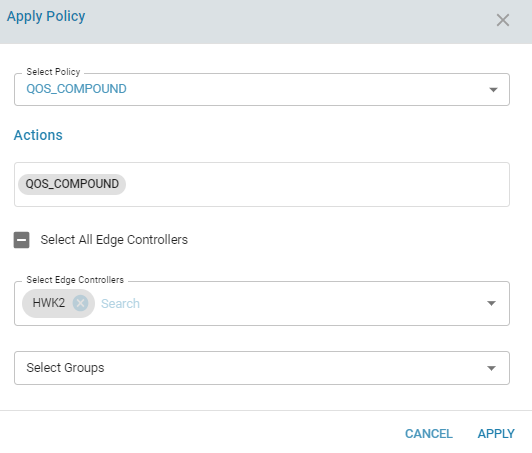 Apply Policy
Select Policy
QOS_COMPOUND
Actions
QOS_COMPOUND
Select All Edge Controllers
Select Edge Controllers
HWK2 Search
Select Groups
CANCEL APPLY